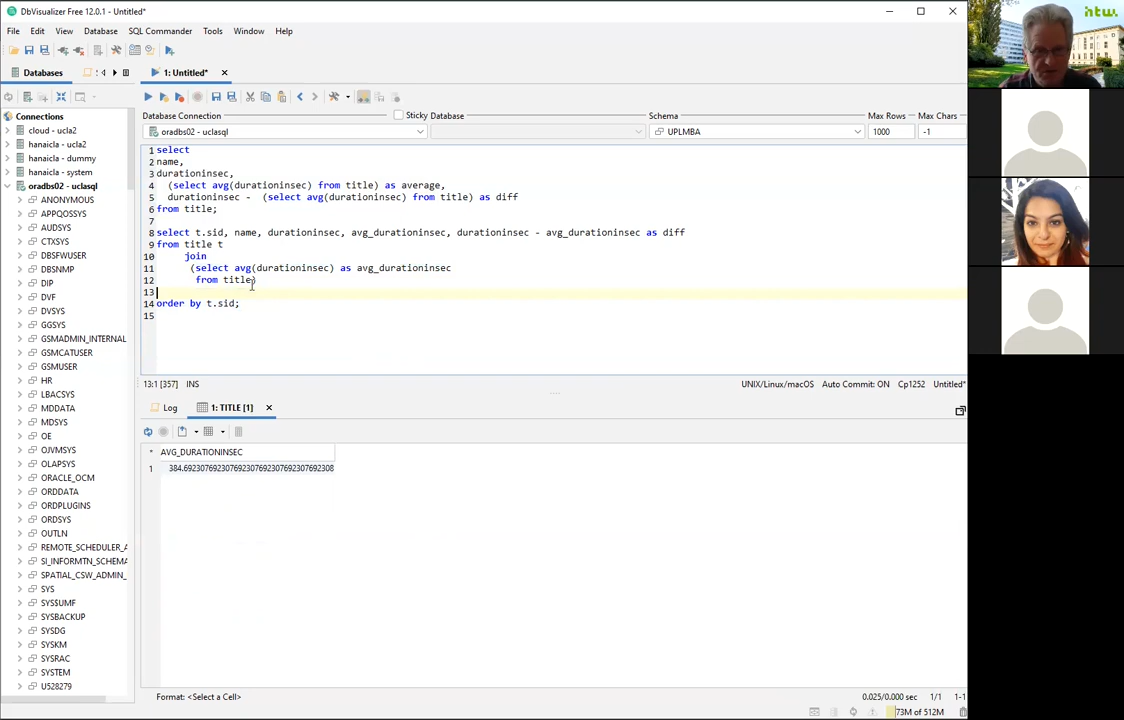 DbVisualizer Free 12.0.1 - Untitled*
File Edit View Database SQL Commander Tools Window Help
Databases
1: Untitled*
Connections
cloud - ucla2
hanaicla - ucla2
hanaicla - dummy
hanaicla - system
oradbs02 - uclasql
ANONYMOUS
APPQOSSYS
AUDSYS
CTXSYS
DBSFWUSER
DBSNMP
DIP
DVF
DVSYS
GGSYS
GSMADMIN_INTERNAL
GSMCATUSER
GSMUSER
HR
LBACSYS
MDDATA
MDSYS
OE
OJVMSYS
OLAPSYS
ORACLE_OCM
ORDDATA
ORDPLUGINS
ORDSYS
OUTLN
REMOTE_SCHEDULER_A
SI_INFORMTN_SCHEMA
SPATIAL_CSW_ADMIN_
SYS
SYS$UMF
SYSBACKUP
SYSDG
SYSKM
SYSRAC
SYSTEM
U528279
Database Connection Sticky Database Schema Max Rows Max Chars
oradbs02 - uclasql UPLMBA 1000 -1
1 select
2 name,
3 durationinsec,
4 (select avg(durationinsec) from title) as average,
5 durationinsec - (select avg(durationinsec) from title) as diff
6 from title;
7
8 select t.sid, name, durationinsec, avg_durationinsec, durationinsec - avg_durationinsec as diff
9 from title t
10 join
11 (select avg(durationinsec) as avg_durationinsec
12 from title)
13
14 order by t.sid;
15
13:1 [357] INS UNIX/Linux/macOS Auto Commit: ON Cp1252 Untitled*
Log 1: TITLE [1]
* AVG_DURATIONINSEC
1 384.692307692307692307692307692307692308
Format: <Select a Cell> 0.025/0.000 sec 1/1 1-1
73M of 512M
htw.